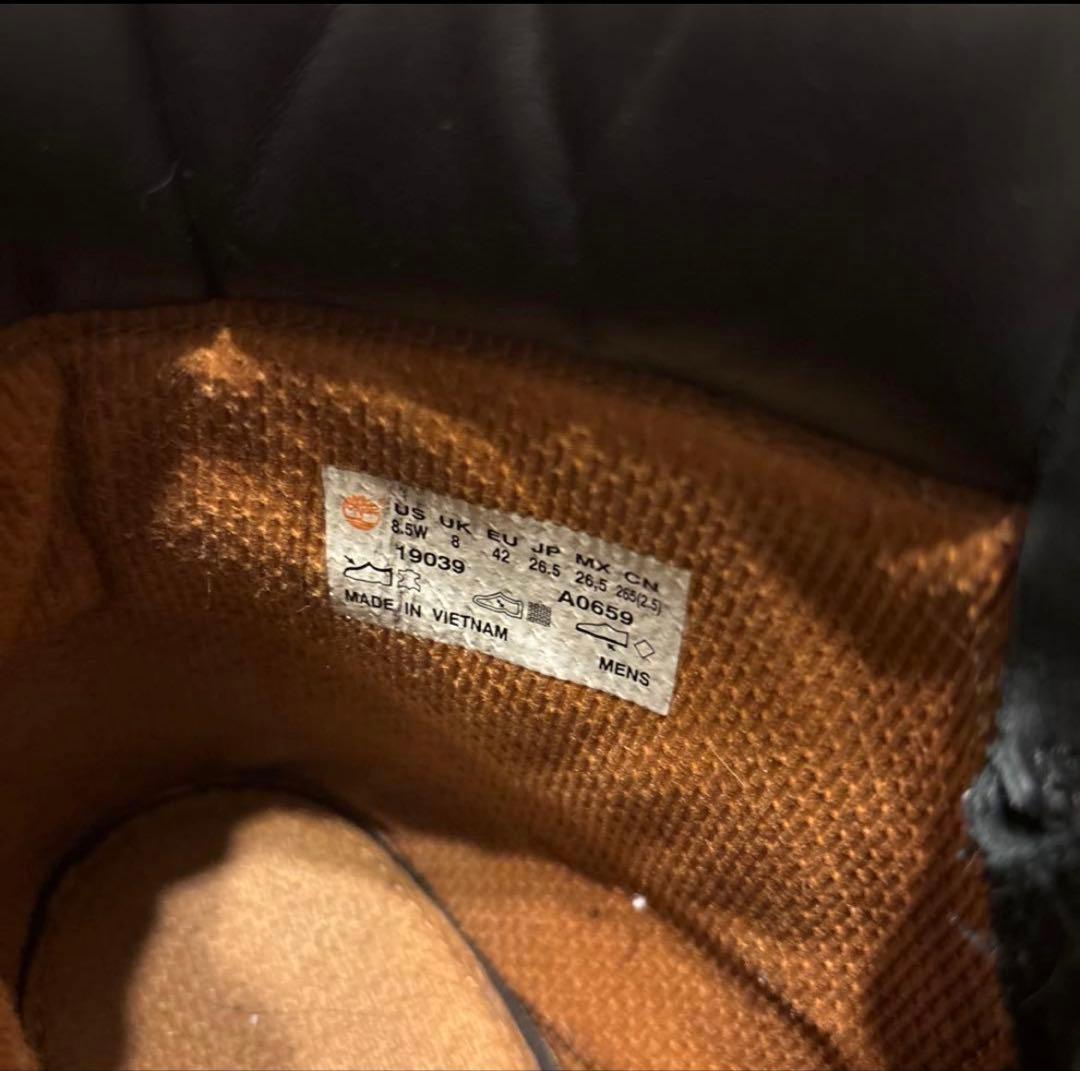 US UK EU JP MX CN
8.5W 8 42 26.5 26,5 265(2.5)
19039 A0659
MADE IN VIETNAM MENS